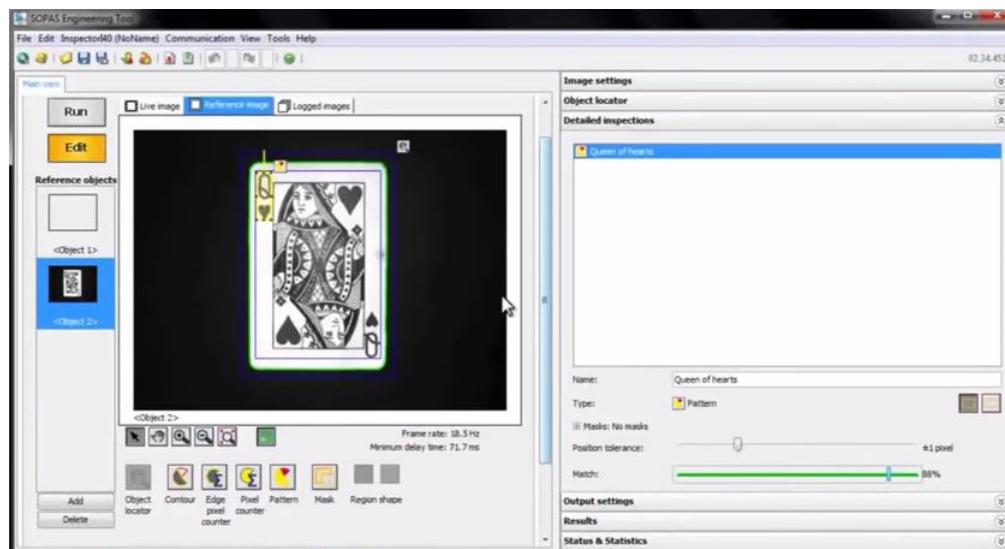 SOPAS Engineering Tool
File Edit InspectorI40 (NoName) Communication View Tools Help
02.34.451
Main view
Run
Edit
Reference objects
<Object 1>
<Object 2>
Add
Delete
Live image Reference image Logged images
Q
Q
<Object 2>
Frame rate: 18.5 Hz
Minimum delay time: 71.7 ms
Object locator Contour Edge pixel counter Pixel counter Pattern Mask Region shape
Image settings
Object locator
Detailed inspections
Queen of hearts
Name: Queen of hearts
Type: Pattern
Masks: No masks
Position tolerance: ±1 pixel
Match: 88%
Output settings
Results
Status & Statistics